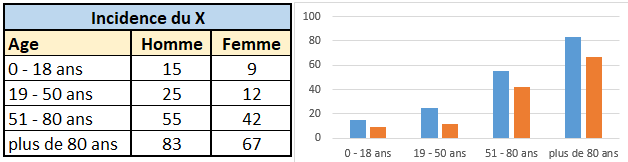 Incidence du X
Age Homme Femme
0 - 18 ans 15 9
19 - 50 ans 25 12
51 - 80 ans 55 42
plus de 80 ans 83 67
100
80
60
40
20
0
0 - 18 ans 19 - 50 ans 51 - 80 ans plus de 80 ans